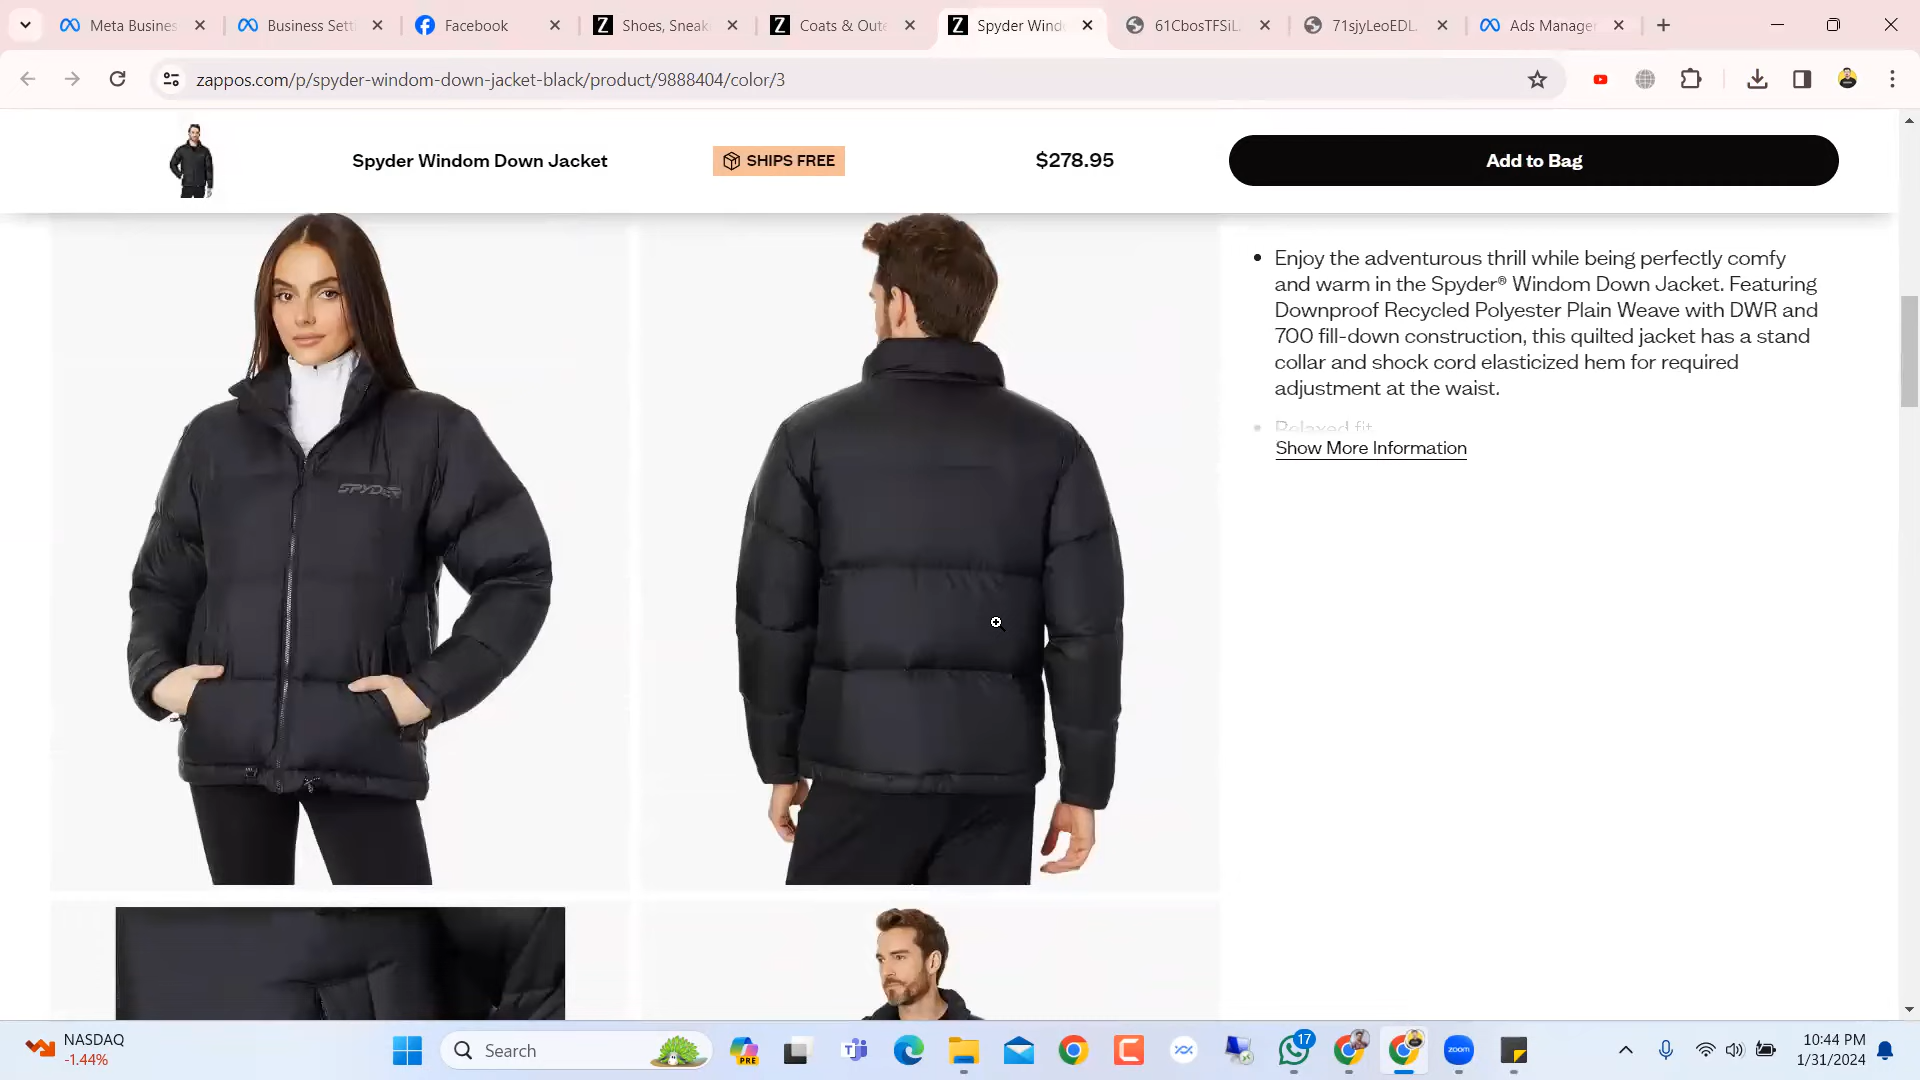 Meta Busines
Business Setti
Facebook
Shoes, Sneak
Coats & Oute
Spyder Wind
61CbosTFSiL.
71sjyLeoEDL.
Ads Manager
zappos.com/p/spyder-windom-down-jacket-black/product/9888404/color/3
Spyder Windom Down Jacket
SHIPS FREE
$278.95
Add to Bag
• Enjoy the adventurous thrill while being perfectly comfy
and warm in the Spyder® Windom Down Jacket. Featuring
Downproof Recycled Polyester Plain Weave with DWR and
700 fill-down construction, this quilted jacket has a stand
collar and shock cord elasticized hem for required
adjustment at the waist.
• Relaxed fit
Show More Information
SPYDER
NASDAQ
-1.44%
Search
PRE
17
zoom
10:44 PM
1/31/2024